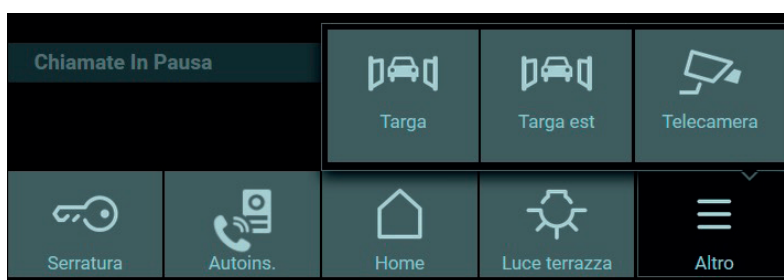 Chiamate In Pausa
Targa
Targa est
Telecamera
Serratura
Autoins.
Home
Luce terrazza
Altro